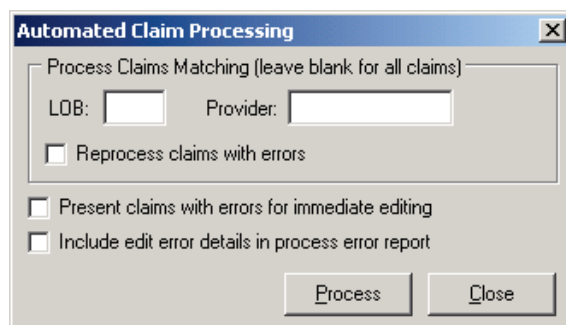 Automated Claim Processing
Process Claims Matching (leave blank for all claims)
LOB: Provider:
Reprocess claims with errors
Present claims with errors for immediate editing
Include edit error details in process error report
Process Close